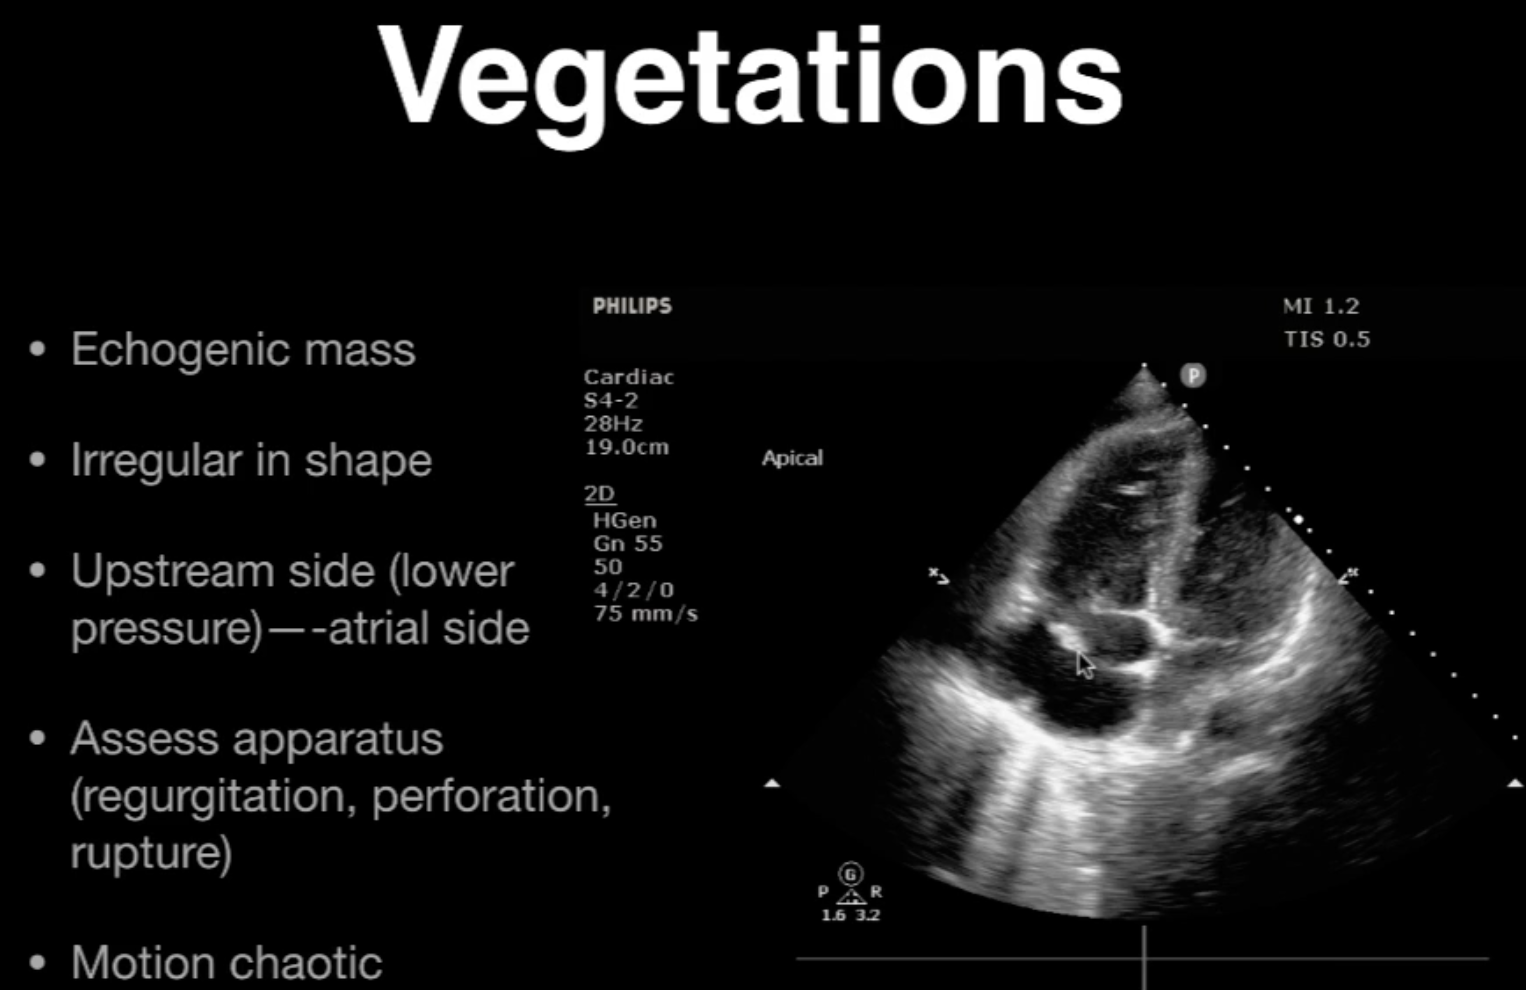 Vegetations
• Echogenic mass
• Irregular in shape
• Upstream side (lower
pressure)—-atrial side
• Assess apparatus
(regurgitation, perforation,
rupture)
• Motion chaotic
PHILIPS
MI 1.2
TIS 0.5
Cardiac
S4-2
28Hz
19.0cm
2D
HGen
Gn 55
50
4/2/0
75 mm/s
Apical
P
x
x
G
P R
1.6 3.2